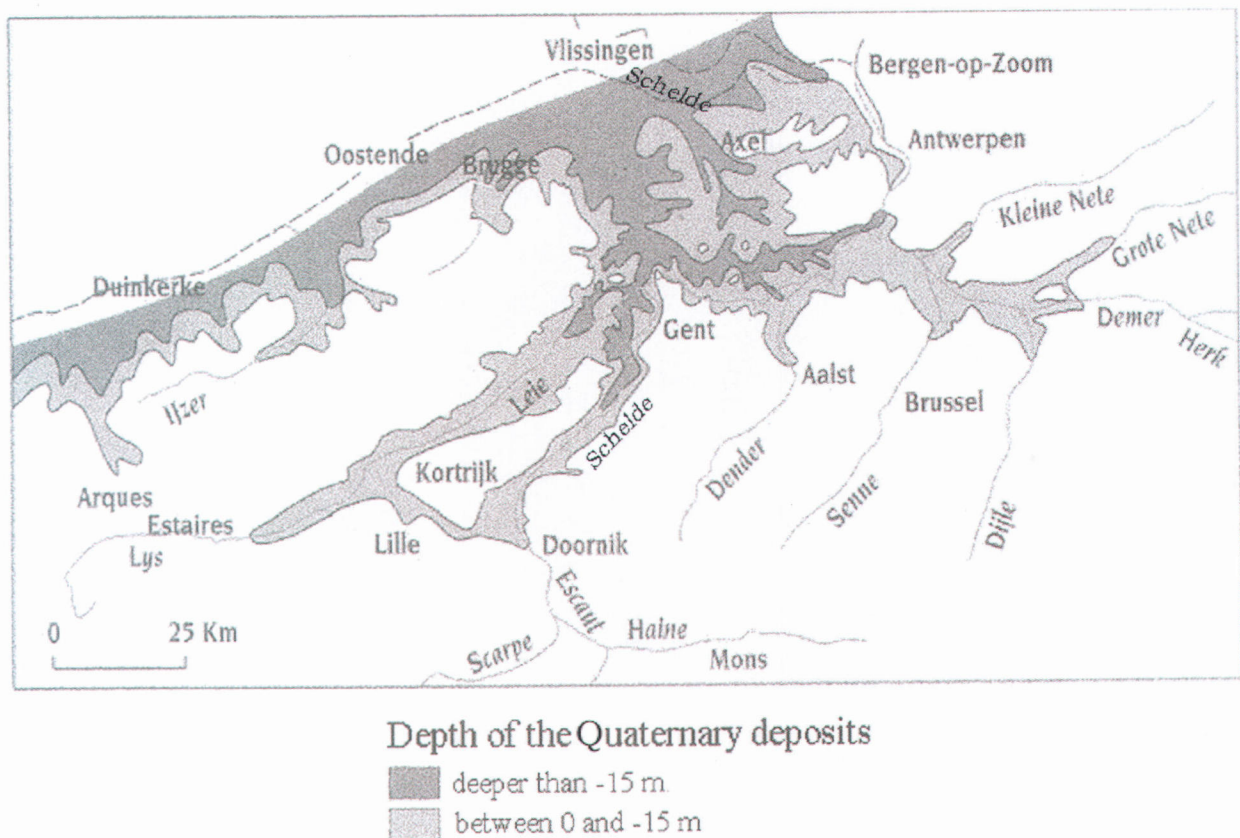 Vlissingen
Schelde
Bergen-op-Zoom
Axel
Antwerpen
Oostende
Brugge
Kleine Nete
Grote Nete
Duinkerke
Demer
Herk
Gent
IJzer
Leie
Aalst
Brussel
Schelde
Kortrijk
Dender
Senne
Dijle
Arques
Estaires
Lys
Lille
Doornik
Escaut
Haine
Scarpe
Mons
0 25 Km
Depth of the Quaternary deposits
deeper than -15 m
between 0 and -15 m